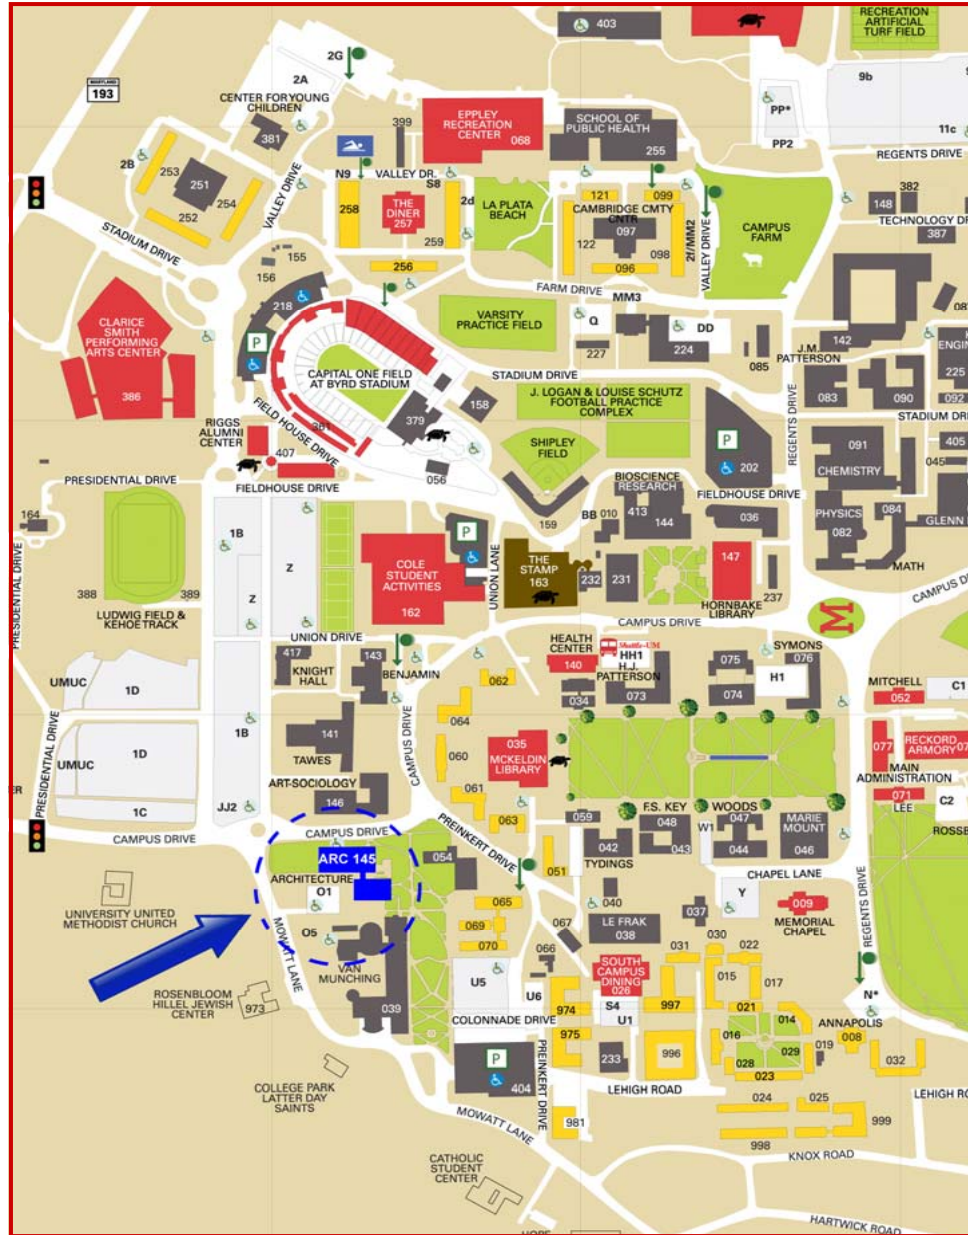 RECREATION
ARTIFICIAL
TURF FIELD
403
2G
MARYLAND
193
2A
9b
CENTER FOR YOUNG
CHILDREN
381
399
EPPLEY
RECREATION
CENTER
068
SCHOOL OF
PUBLIC HEALTH
255
PP*
PP2
11c
REGENTS DRIVE
2B
253
251
252
254
VALLEY DRIVE
N9
VALLEY DR.
S8
258
THE
DINER
257
259
2d
LA PLATA
BEACH
121
099
CAMBRIDGE CMTY
CNTR
097
122
098
096
2f/MM2
VALLEY DRIVE
CAMPUS
FARM
148
382
TECHNOLOGY DR
387
STADIUM DRIVE
155
156
256
FARM DRIVE
218
P
CLARICE
SMITH
PERFORMING
ARTS CENTER
386
CAPITAL ONE FIELD
AT BYRD STADIUM
361
VARSITY
PRACTICE FIELD
Q
MM3
DD
227
224
085
J.M.
PATTERSON
142
083
090
ENGIN
225
092
STADIUM DRIVE
STADIUM DRI
FIELD HOUSE DRIVE
379
158
J. LOGAN & LOUISE SCHUTZ
FOOTBALL PRACTICE
COMPLEX
SHIPLEY
FIELD
P
202
REGENTS DRIVE
091
CHEMISTRY
405
045
RIGGS
ALUMNI
CENTER
407
056
PRESIDENTIAL DRIVE
FIELDHOUSE DRIVE
164
159
BIOSCIENCE
RESEARCH
413
144
BB
010
FIELDHOUSE DRIVE
036
PHYSICS
082
084
GLENN
MATH
1B
Z
Z
388
389
LUDWIG FIELD &
KEHOE TRACK
PRESIDENTIAL DRIVE
COLE
STUDENT
ACTIVITIES
162
P
UNION LANE
THE
STAMP
163
232
231
147
HORNBAKE
LIBRARY
237
CAMPUS DRIVE
M
CAMPUS DR
UNION DRIVE
417
KNIGHT
HALL
143
BENJAMIN
HEALTH
CENTER
140
Shuttle-UM
HH1
H.J.
PATTERSON
034
073
075
074
SYMONS
076
H1
MITCHELL
052
C1
UMUC
1D
1D
UMUC
1C
1B
JJ2
PRESIDENTIAL DRIVE
141
TAWES
CAMPUS DRIVE
062
064
060
061
063
035
MCKELDIN
LIBRARY
077
RECKORD
ARMORY
MAIN
ADMINISTRATION
071
LEE
C2
ROSSB
ART-SOCIOLOGY
146
CAMPUS DRIVE
CAMPUS DRIVE
ARC 145
ARCHITECTURE
O1
O5
VAN
MUNCHING
039
MOWATT LANE
054
PREINKERT DRIVE
051
059
042
TYDINGS
F.S. KEY
048
043
W1
WOODS
047
044
MARIE
MOUNT
046
CHAPEL LANE
Y
009
MEMORIAL
CHAPEL
REGENTS DRIVE
UNIVERSITY UNITED
METHODIST CHURCH
065
069
070
067
066
040
LE FRAK
038
037
031
030
022
015
017
ROSENBLOOM
HILLEL JEWISH
CENTER
973
U5
U6
COLONNADE DRIVE
SOUTH
CAMPUS
DINING
026
974
975
S4
U1
997
021
014
N*
ANNAPOLIS
008
COLLEGE PARK
LATTER DAY
SAINTS
P
404
PREINKERT DRIVE
233
996
016
028
029
023
019
032
LEHIGH ROAD
LEHIGH RO
MOWATT LANE
981
024
025
999
998
KNOX ROAD
CATHOLIC
STUDENT
CENTER
HARTWICK ROAD
HOPE